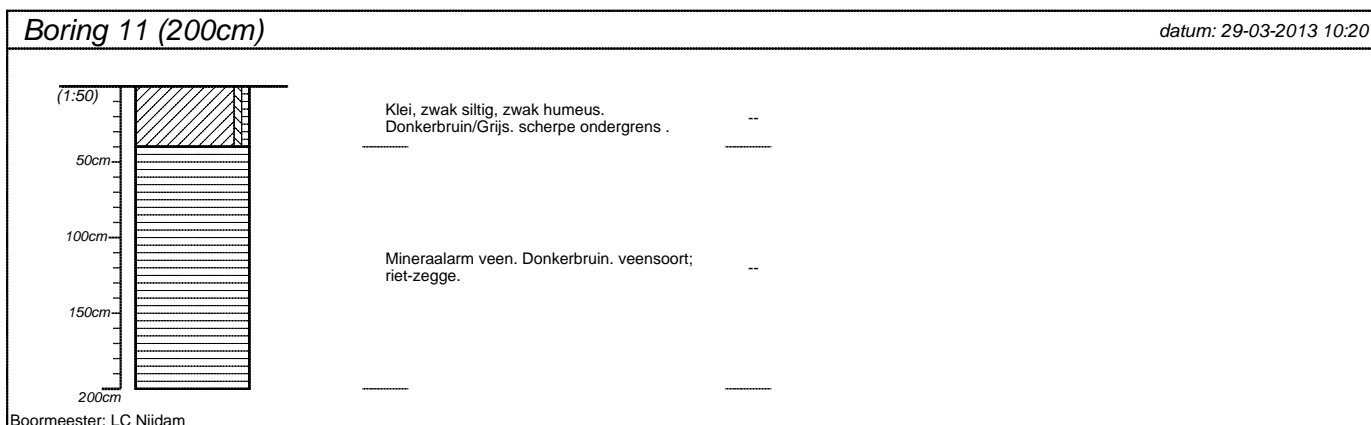 Boring 11 (200cm)
datum: 29-03-2013 10:20
(1:50)
Klei, zwak siltig, zwak humeus.
Donkerbruin/Grijs. scherpe ondergrens .
--
50cm
100cm
Mineraalarm veen. Donkerbruin. veensoort;
riet-zegge.
--
150cm
200cm
Boormeester: LC Nijdam